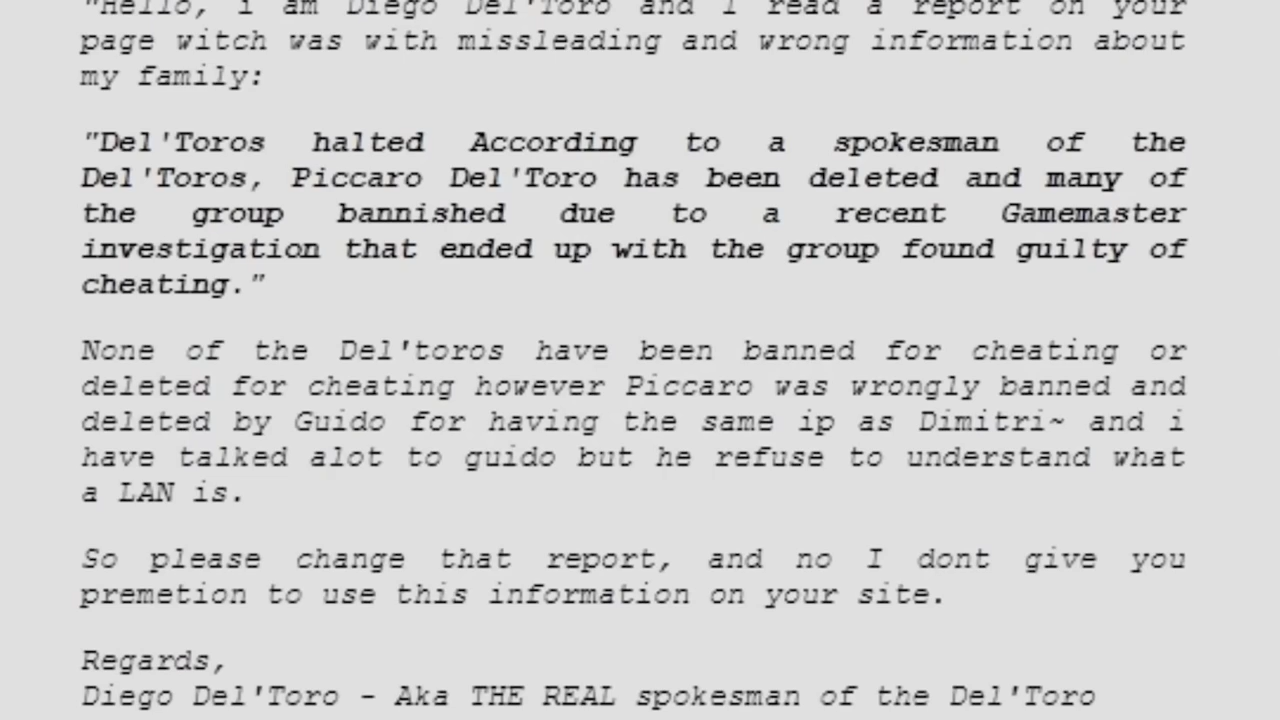 "Hello, i am Diego Del'Toro and I read a report on your
page witch was with missleading and wrong information about
my family:
"Del'Toros halted According to a spokesman of the
Del'Toros, Piccaro Del'Toro has been deleted and many of
the group bannished due to a recent Gamemaster
investigation that ended up with the group found guilty of
cheating."
None of the Del'toros have been banned for cheating or
deleted for cheating however Piccaro was wrongly banned and
deleted by Guido for having the same ip as Dimitri~ and i
have talked alot to guido but he refuse to understand what
a LAN is.
So please change that report, and no I dont give you
premetion to use this information on your site.
Regards,
Diego Del'Toro - Aka THE REAL spokesman of the Del'Toro